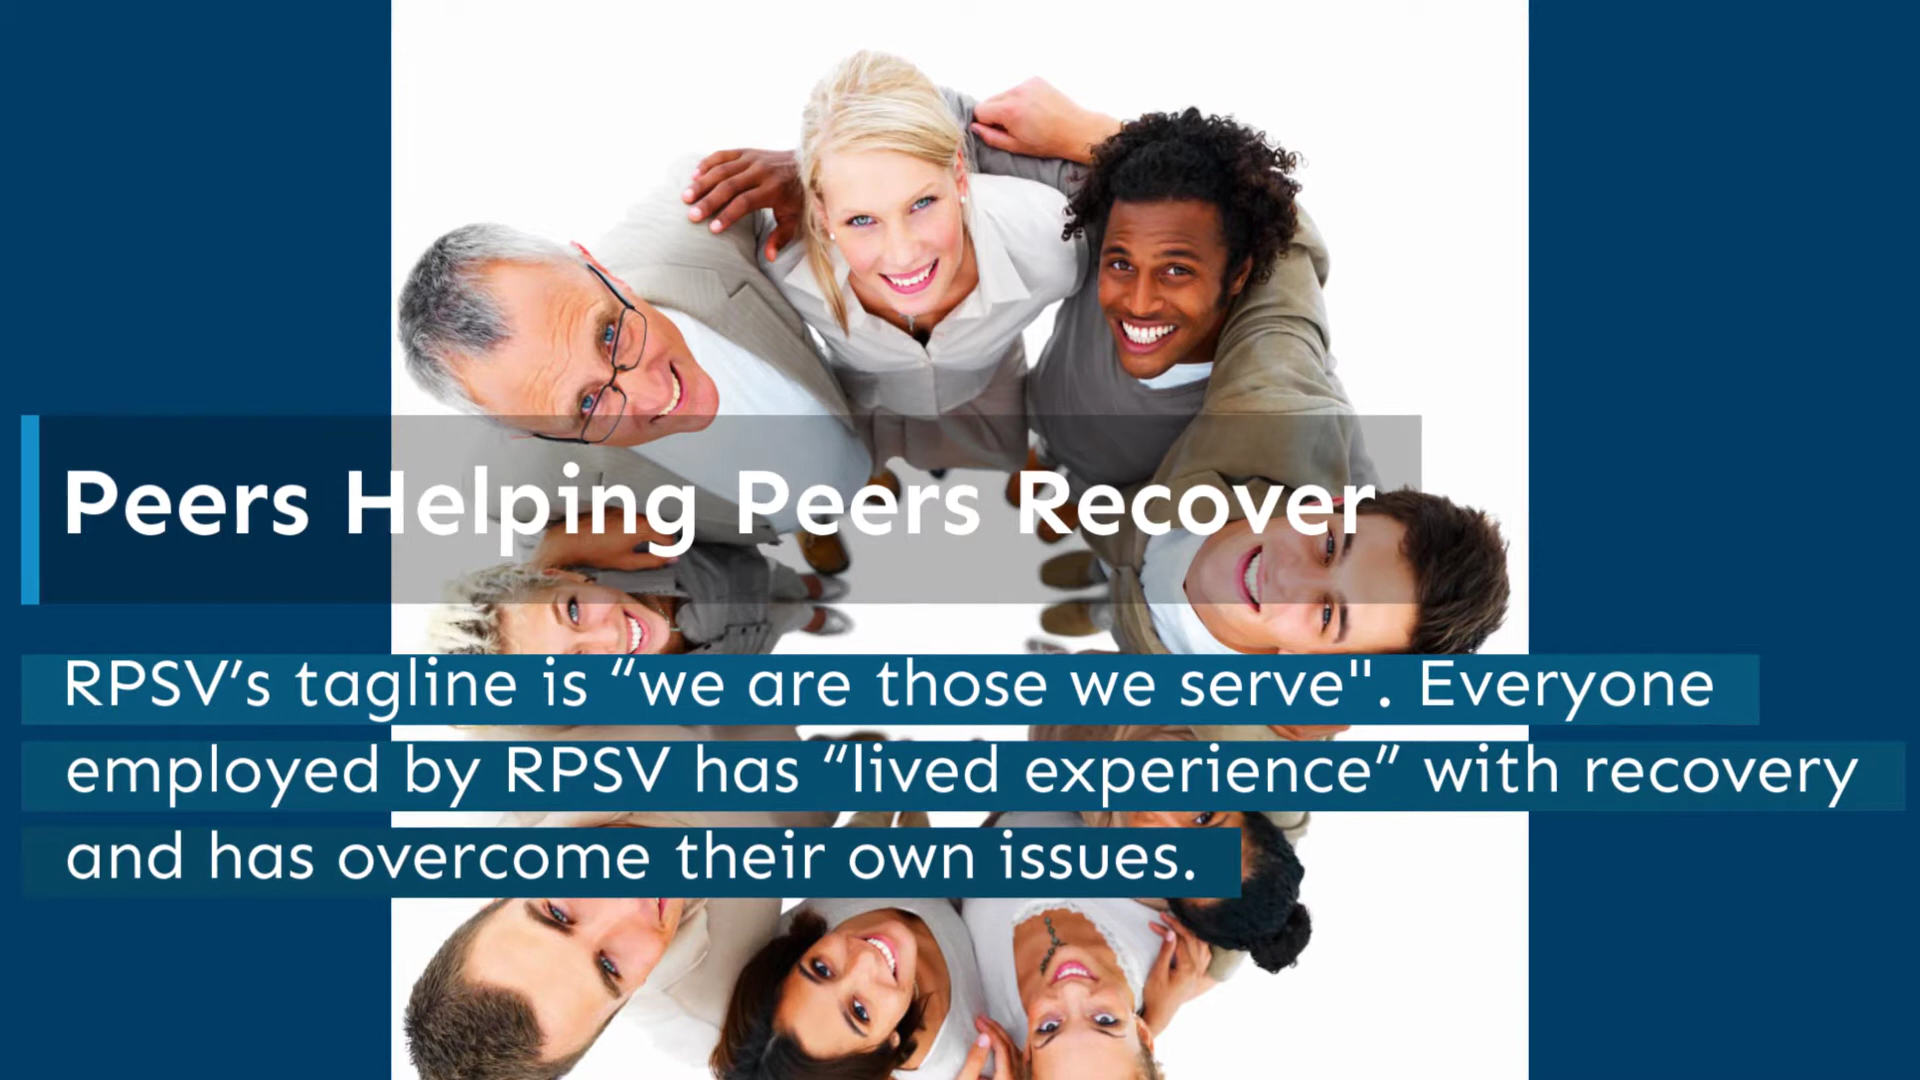 Peers Helping Peers Recover
RPSV’s tagline is “we are those we serve". Everyone
employed by RPSV has “lived experience” with recovery
and has overcome their own issues.